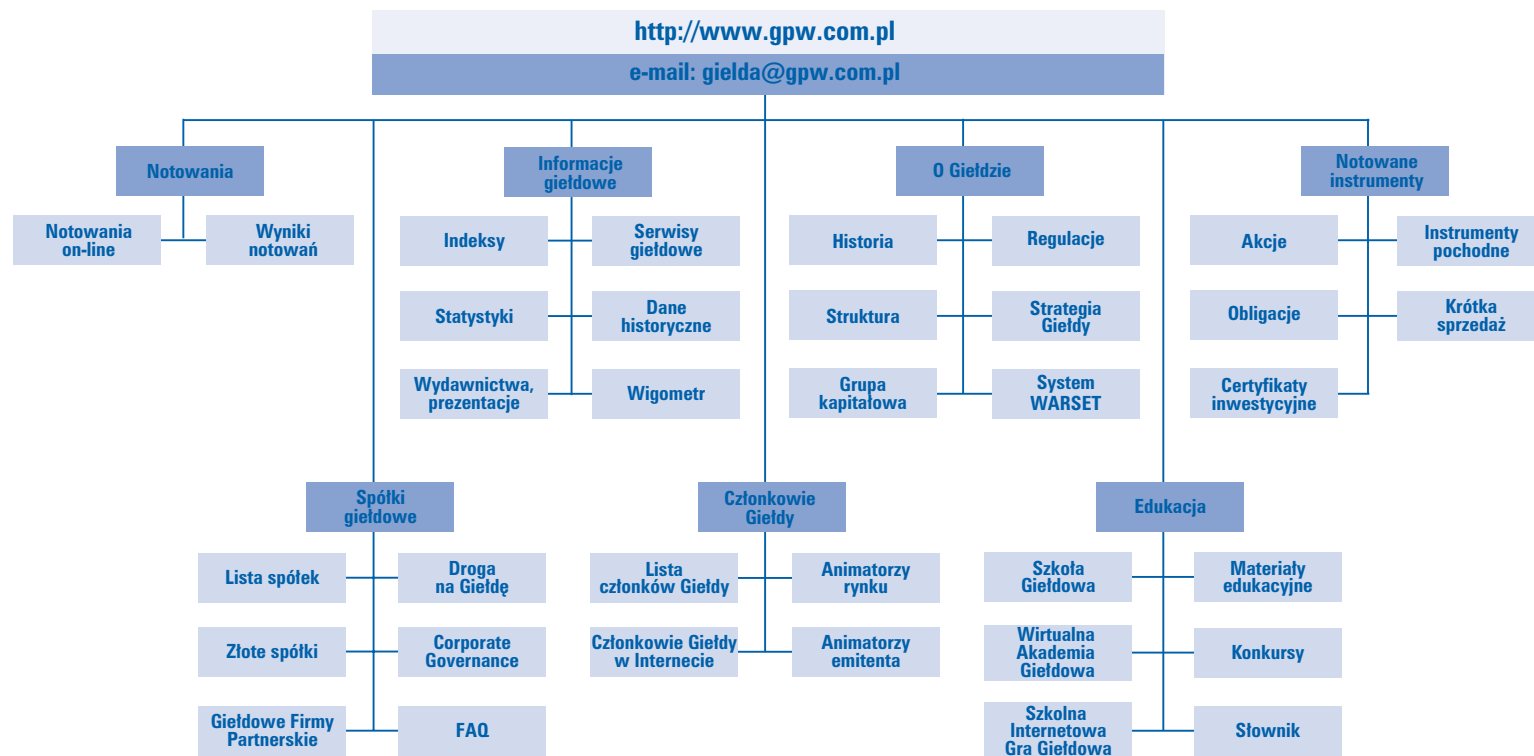 http://www.gpw.com.pl
e-mail: gielda@gpw.com.pl
Notowania
Notowania
on-line
Wyniki
notowań
Informacje
giełdowe
Indeksy
Serwisy
giełdowe
Statystyki
Dane
historyczne
Wydawnictwa,
prezentacje
Wigometr
O Giełdzie
Historia
Regulacje
Struktura
Strategia
Giełdy
Grupa
kapitałowa
System
WARSET
Notowane
instrumenty
Akcje
Instrumenty
pochodne
Obligacje
Krótka
sprzedaż
Certyfikaty
inwestycyjne
Spółki
giełdowe
Lista spółek
Droga
na Giełdę
Złote spółki
Corporate
Governance
Giełdowe Firmy
Partnerskie
FAQ
Członkowie
Giełdy
Lista
członków Giełdy
Animatorzy
rynku
Członkowie Giełdy
w Internecie
Animatorzy
emitenta
Edukacja
Szkoła
Giełdowa
Materiały
edukacyjne
Wirtualna
Akademia
Giełdowa
Konkursy
Szkolna
Internetowa
Gra Giełdowa
Słownik